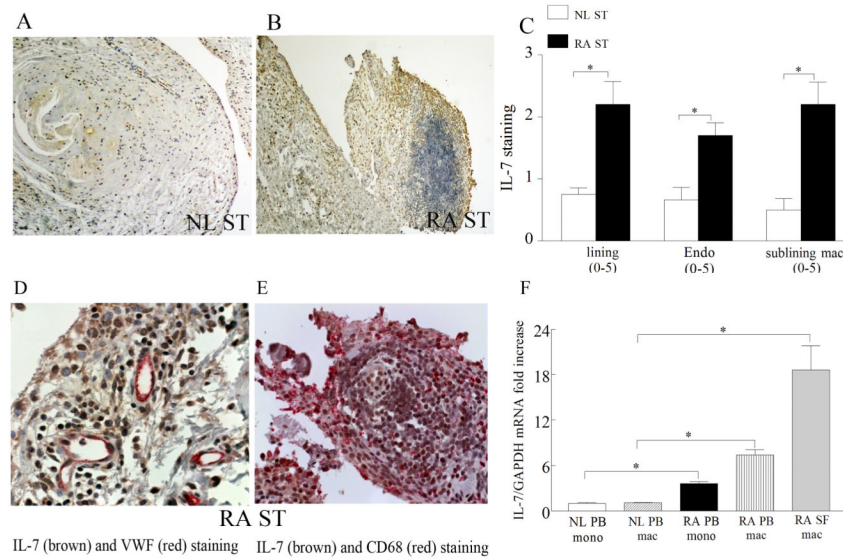 A
NL ST
B
RA ST
C
NL ST
RA ST
IL-7 staining
3
2
1
0
*
*
*
lining
(0-5)
Endo
(0-5)
sublining mac
(0-5)
D
E
RA ST
IL-7 (brown) and VWF (red) staining
IL-7 (brown) and CD68 (red) staining
F
IL-7/GAPDH mRNA fold increase
24
18
12
6
0
*
*
*
NL PB
mono
NL PB
mac
RA PB
mono
RA PB
mac
RA SF
mac